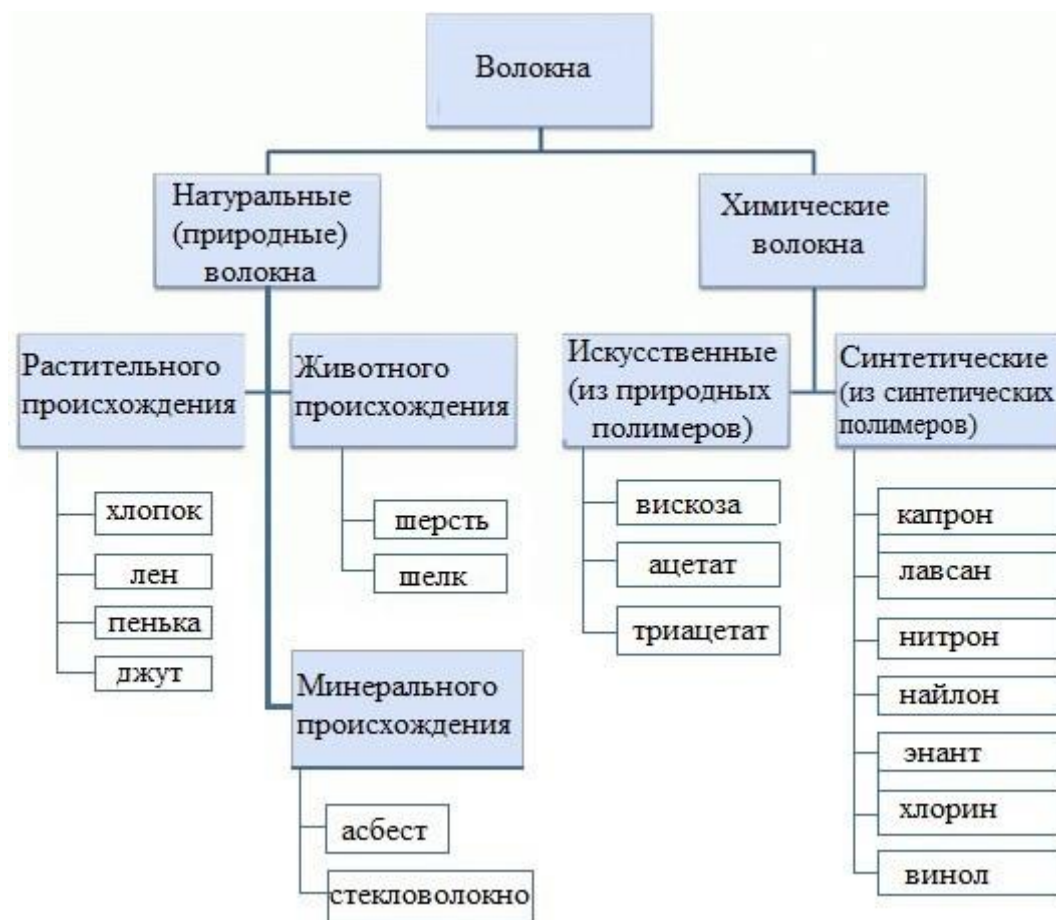 Волокна
Натуральные
(природные)
волокна
Химические
волокна
Растительного
происхождения
Животного
происхождения
Искусственные
(из природных
полимеров)
Синтетические
(из синтетических
полимеров)
хлопок
лен
пенька
джут
шерсть
шелк
Минерального
происхождения
асбест
стекловолокно
вискоза
ацетат
триацетат
капрон
лавсан
нитрон
найлон
энант
хлорин
винол